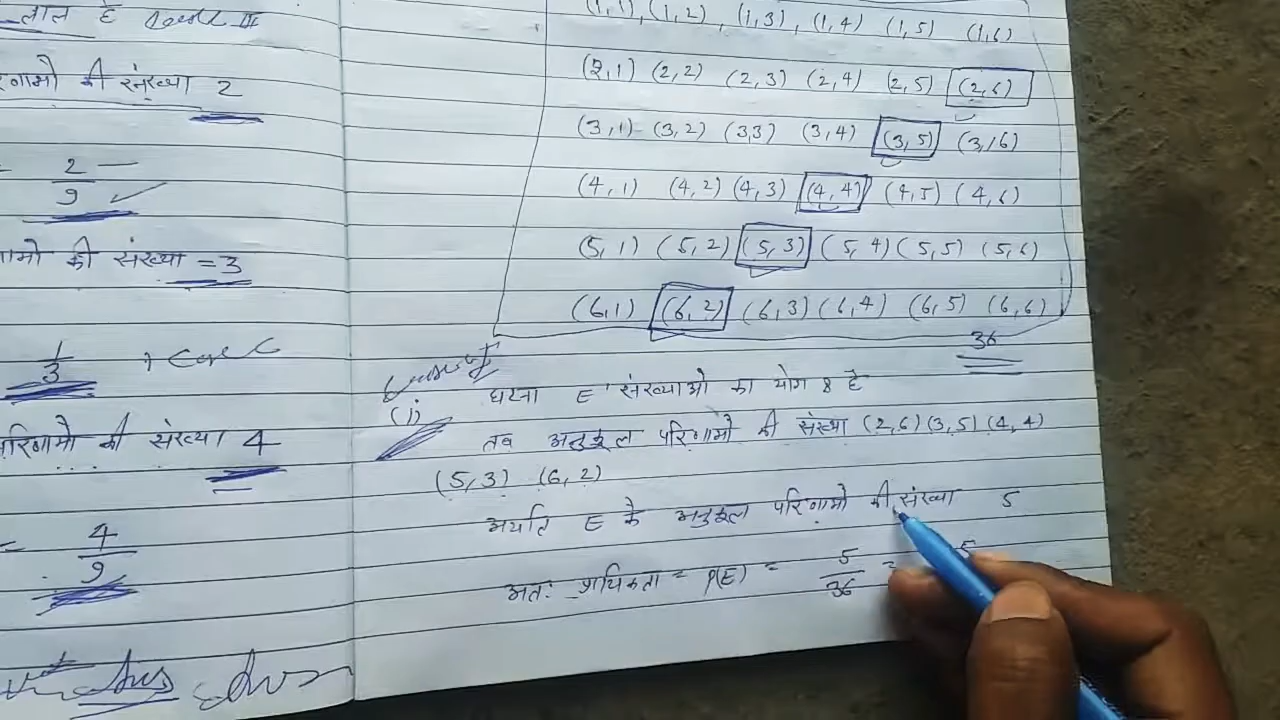 लाल है
की संख्या 2
2
9
की संख्या = 3
1
3
परिणामो की संख्या 4
= 4
9
(1,1), (1,2), (1,3), (1,4) (1,5) (1,6)
(2,1) (2,2) (2,3) (2,4) (2,5) (2,6)
(3,1) (3,2) (3,3) (3,4) (3,5) (3,6)
(4,1) (4,2) (4,3) (4,4) (4,5) (4,6)
(5,1) (5,2) (5,3) (5,4) (5,5) (5,6)
(6,1) (6,2) (6,3) (6,4) (6,5) (6,6)
36
(i) घटना E' संख्याओ का योग 8 है
तब अनुकूल परिणामो की संख्या (2,6) (3,5) (4,4)
(5,3) (6,2)
अर्थात E के अनुकूल परिणामो की संख्या 5
अतः प्रायिकता = P(E) = 5/36 = 5